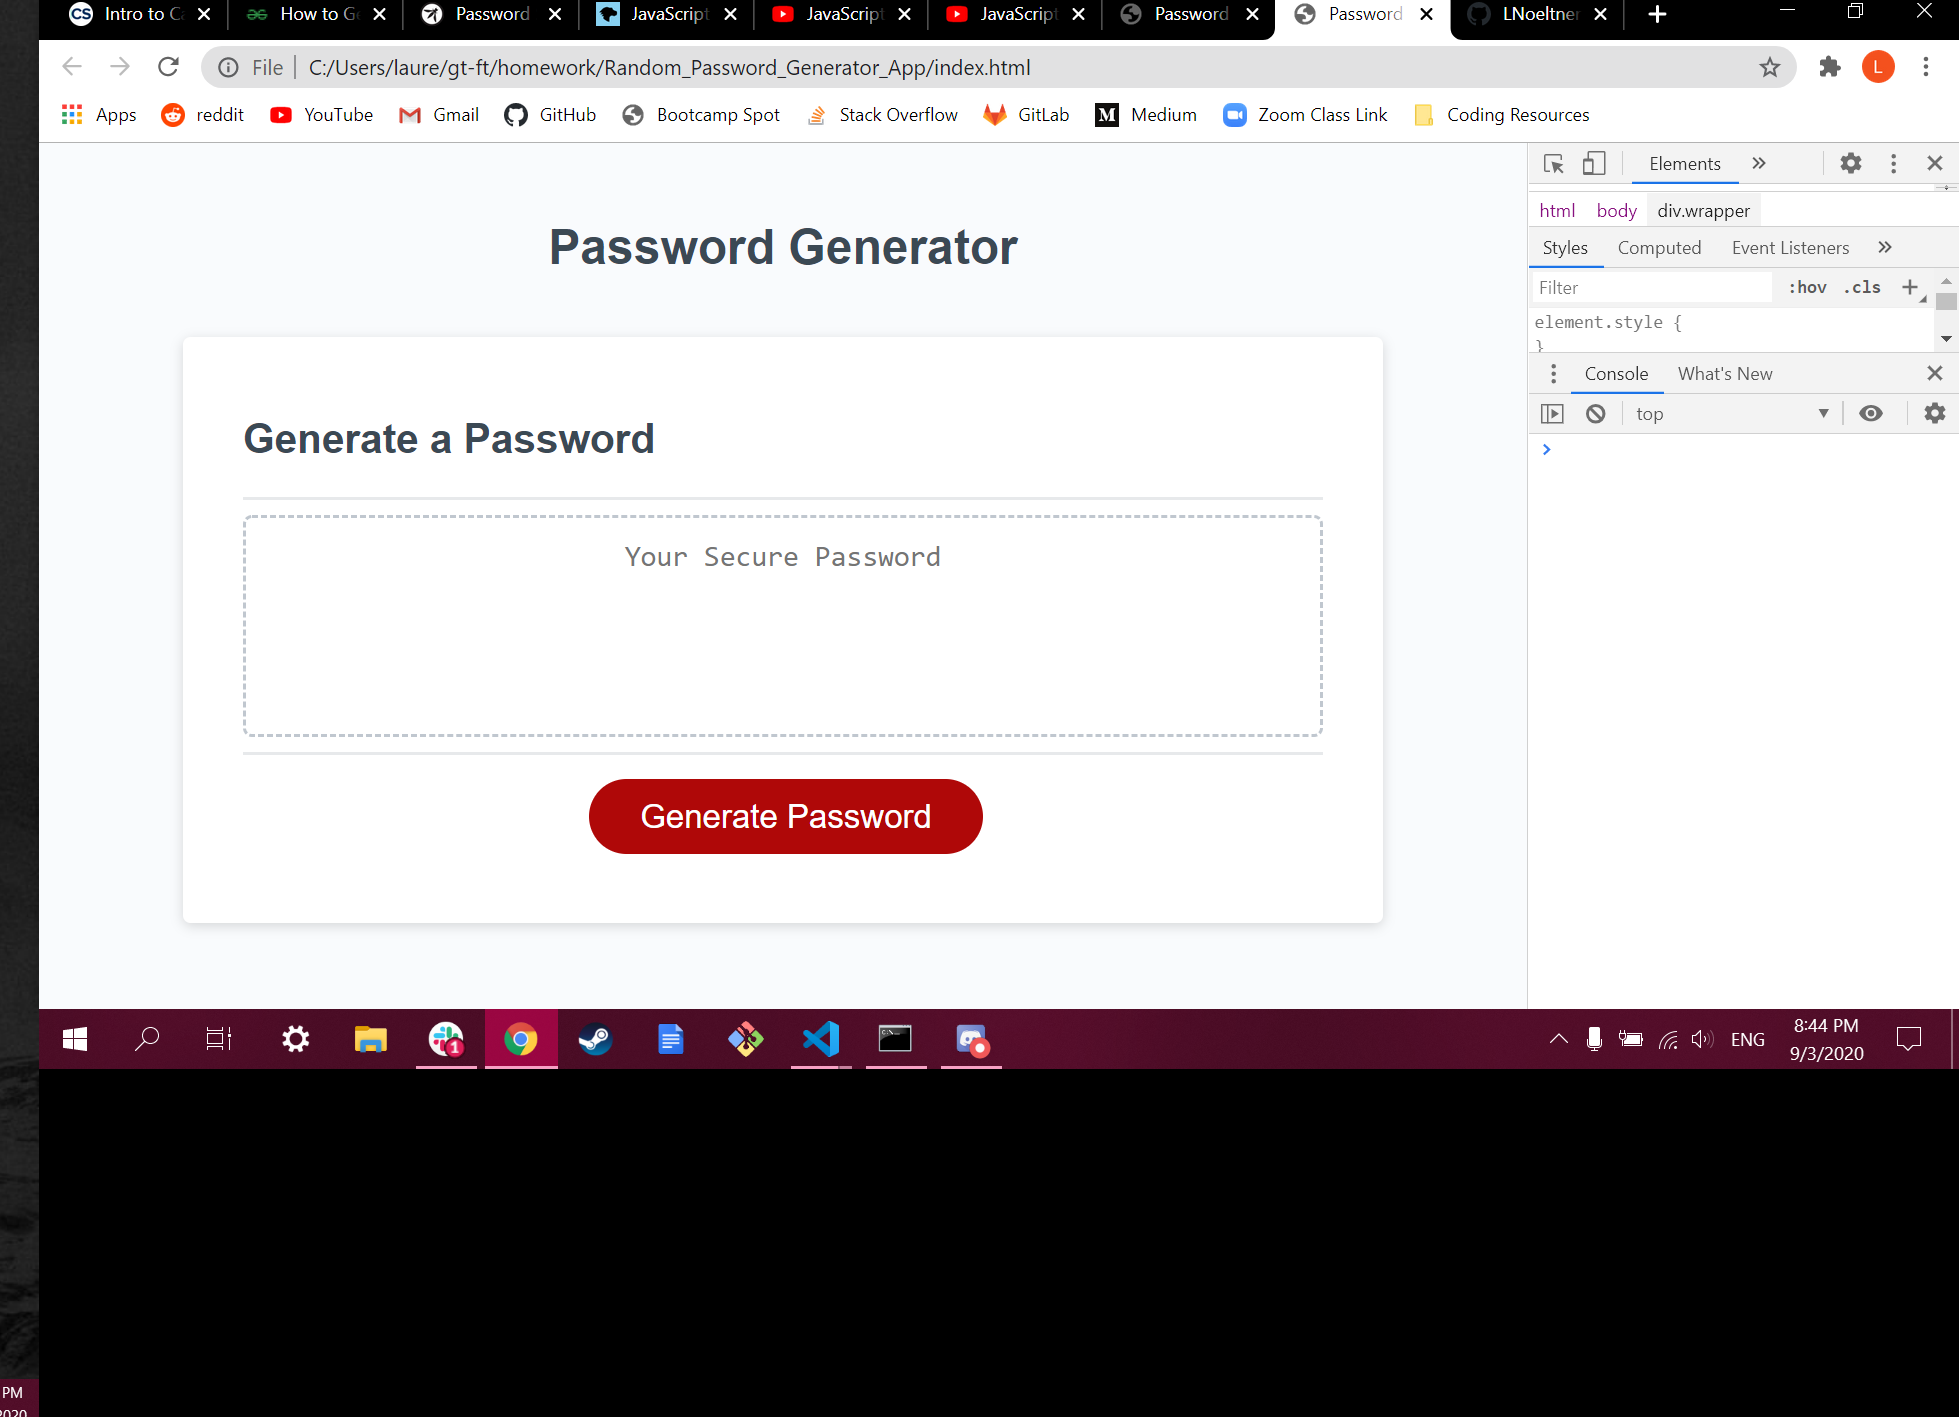 CS Intro to C
How to G
Password
JavaScript
JavaScript
JavaScript
Password
Password
LNoeltner
File
C:/Users/laure/gt-ft/homework/Random_Password_Generator_App/index.html
L
Apps
reddit
YouTube
Gmail
GitHub
Bootcamp Spot
Stack Overflow
GitLab
M Medium
Zoom Class Link
Coding Resources
Elements
html body div.wrapper
Styles Computed Event Listeners
Filter :hov .cls
element.style {
}
Console What's New
top
Password Generator
Generate a Password
Your Secure Password
Generate Password
1
ENG
8:44 PM
9/3/2020
PM
2020